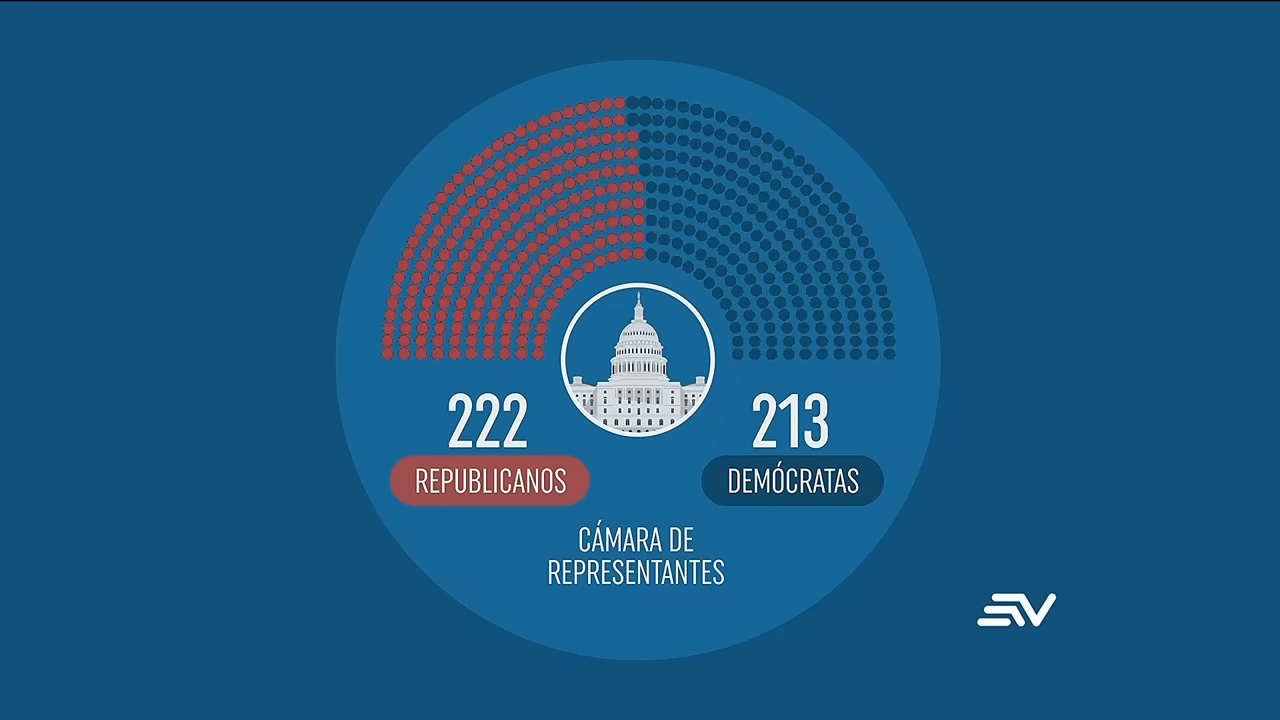 222
213
REPUBLICANOS
DEMÓCRATAS
CÁMARA DE
REPRESENTANTES